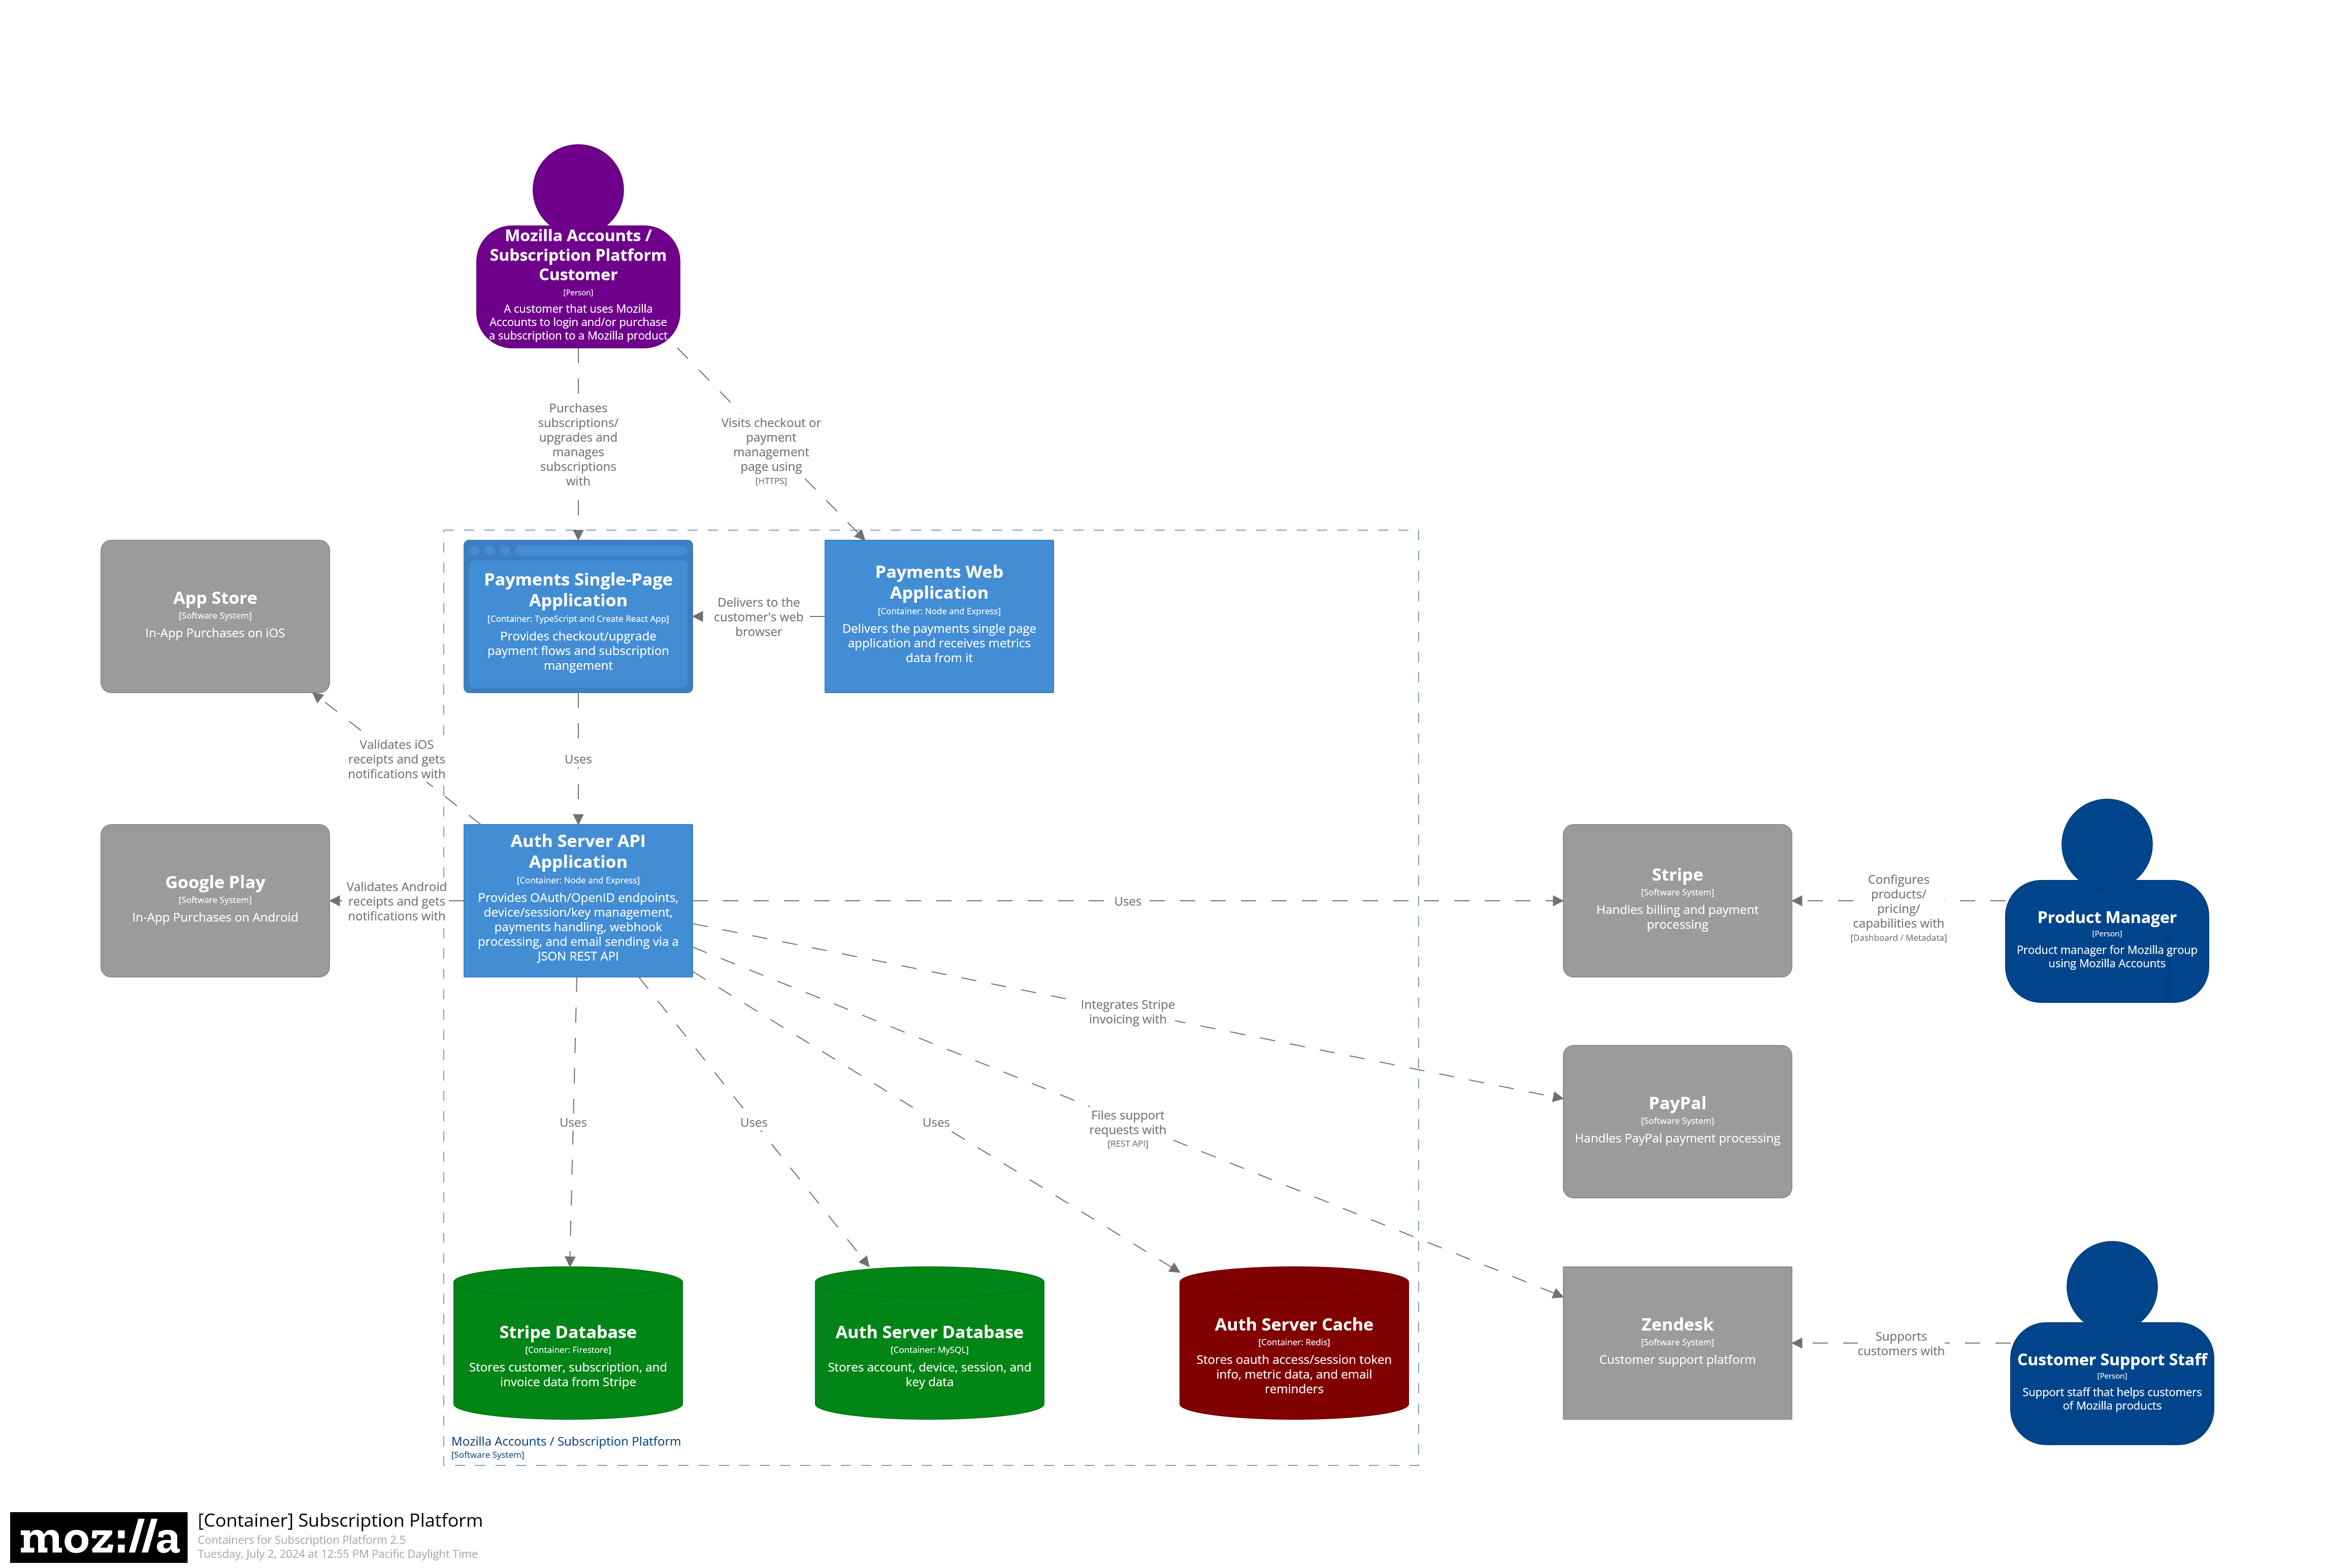 Mozilla Accounts /
Subscription Platform
Customer
[Person]
A customer that uses Mozilla
Accounts to login and/or purchase
a subscription to a Mozilla product
Purchases
subscriptions/
upgrades and
manages
subscriptions
with
Visits checkout or
payment
management
page using
[HTTPS]
App Store
[Software System]
In-App Purchases on iOS
Payments Single-Page
Application
[Container: TypeScript and Create React App]
Provides checkout/upgrade
payment flows and subscription
mangement
Delivers to the
customer's web
browser
Payments Web
Application
[Container: Node and Express]
Delivers the payments single page
application and receives metrics
data from it
Validates iOS
receipts and gets
notifications with
Uses
Google Play
[Software System]
In-App Purchases on Android
Validates Android
receipts and gets
notifications with
Auth Server API
Application
[Container: Node and Express]
Provides OAuth/OpenID endpoints,
device/session/key management,
payments handling, webhook
processing, and email sending via a
JSON REST API
Uses
Stripe
[Software System]
Handles billing and payment
processing
Configures
products/
pricing/
capabilities with
[Dashboard / Metadata]
Product Manager
[Person]
Product manager for Mozilla group
using Mozilla Accounts
Integrates Stripe
invoicing with
PayPal
[Software System]
Handles PayPal payment processing
Uses
Uses
Uses
Files support
requests with
[REST API]
Stripe Database
[Container: Firestore]
Stores customer, subscription, and
invoice data from Stripe
Auth Server Database
[Container: MySQL]
Stores account, device, session, and
key data
Auth Server Cache
[Container: Redis]
Stores oauth access/session token
info, metric data, and email
reminders
Zendesk
[Software System]
Customer support platform
Supports
customers with
Customer Support Staff
[Person]
Support staff that helps customers
of Mozilla products
Mozilla Accounts / Subscription Platform
[Software System]
moz://a
[Container] Subscription Platform
Containers for Subscription Platform 2.5
Tuesday, July 2, 2024 at 12:55 PM Pacific Daylight Time